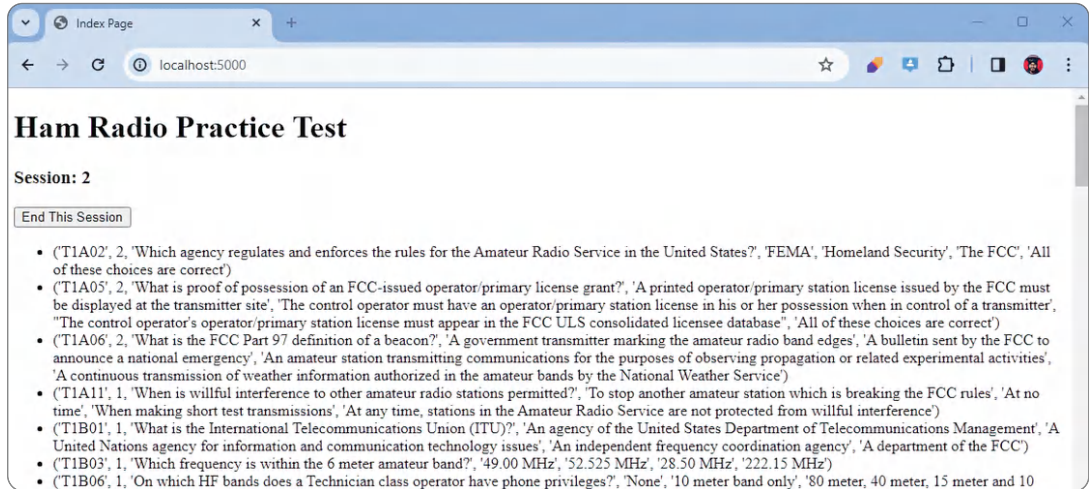 Index Page
localhost:5000
Ham Radio Practice Test
Session: 2
End This Session
• ('T1A02', 2, 'Which agency regulates and enforces the rules for the Amateur Radio Service in the United States?', 'FEMA', 'Homeland Security', 'The FCC', 'All
of these choices are correct')
• ('T1A05', 2, 'What is proof of possession of an FCC-issued operator/primary license grant?', 'A printed operator/primary station license issued by the FCC must
be displayed at the transmitter site', 'The control operator must have an operator/primary station license in his or her possession when in control of a transmitter',
"The control operator's operator/primary station license must appear in the FCC ULS consolidated licensee database", 'All of these choices are correct')
• ('T1A06', 2, 'What is the FCC Part 97 definition of a beacon?', 'A government transmitter marking the amateur radio band edges', 'A bulletin sent by the FCC to
announce a national emergency', 'An amateur station transmitting communications for the purposes of observing propagation or related experimental activities',
'A continuous transmission of weather information authorized in the amateur bands by the National Weather Service')
• ('T1A11', 1, 'When is willful interference to other amateur radio stations permitted?', 'To stop another amateur station which is breaking the FCC rules', 'At no
time', 'When making short test transmissions', 'At any time, stations in the Amateur Radio Service are not protected from willful interference')
• ('T1B01', 1, 'What is the International Telecommunications Union (ITU)?', 'An agency of the United States Department of Telecommunications Management', 'A
United Nations agency for information and communication technology issues', 'An independent frequency coordination agency', 'A department of the FCC')
• ('T1B03', 1, 'Which frequency is within the 6 meter amateur band?', '49.00 MHz', '52.525 MHz', '28.50 MHz', '222.15 MHz')
• ('T1B06', 1, 'On which HF bands does a Technician class operator have phone privileges?', 'None', '10 meter band only', '80 meter, 40 meter, 15 meter and 10